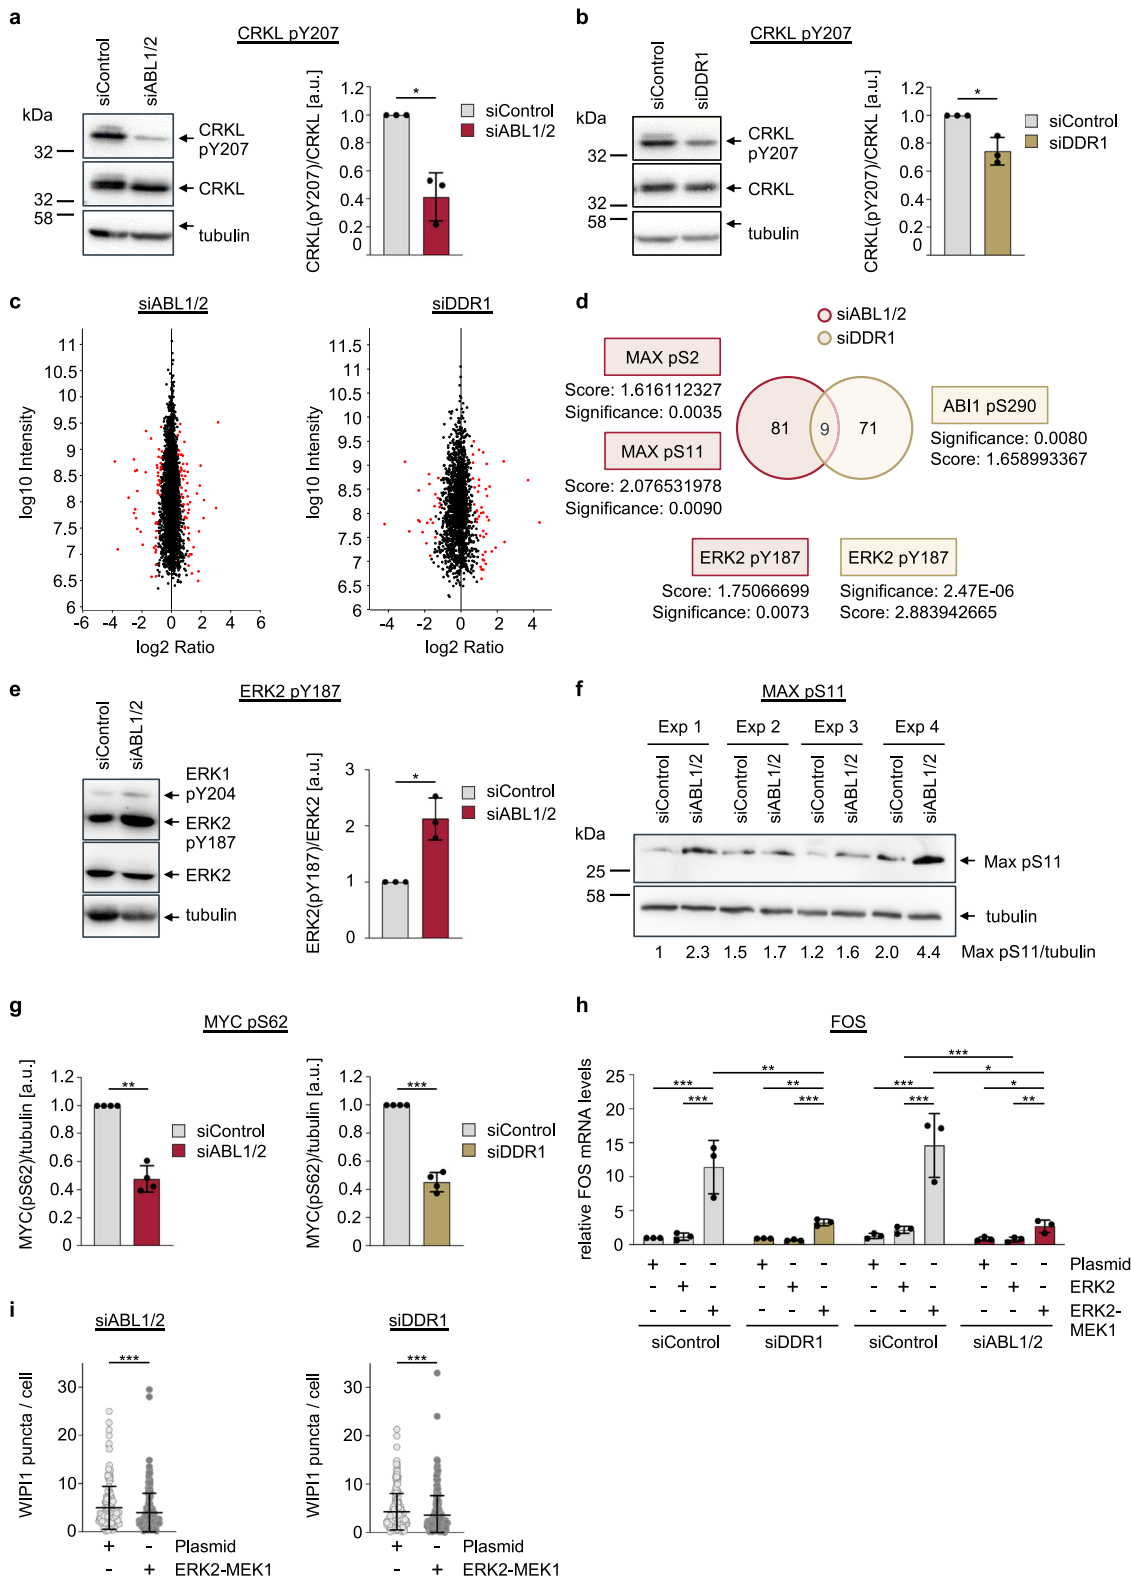 a
CRKL pY207
siControl
siABL1/2
kDa
CRKL
pY207
32
CRKL
32
58
tubulin
CRKL(pY207)/CRKL [a.u.]
1.2
1.0
0.8
0.6
0.4
0.2
0
*
siControl
siABL1/2
b
CRKL pY207
siControl
siDDR1
kDa
CRKL
pY207
32
CRKL
32
58
tubulin
CRKL(pY207)/CRKL [a.u.]
1.2
1.0
0.8
0.6
0.4
0.2
0
*
siControl
siDDR1
c
siABL1/2
log10 Intensity
11
10.5
10
9.5
9
8.5
8
7.5
7
6.5
6
-6 -4 -2 0 2 4 6
log2 Ratio
siDDR1
log10 Intensity
11.5
11
10.5
10
9.5
9
8.5
8
7.5
7
6.5
6
-4 -2 0 2 4
log2 Ratio
d
siABL1/2
siDDR1
MAX pS2
Score: 1.616112327
Significance: 0.0035
MAX pS11
Score: 2.076531978
Significance: 0.0090
81 9 71
ABI1 pS290
Significance: 0.0080
Score: 1.658993367
ERK2 pY187
Score: 1.75066699
Significance: 0.0073
ERK2 pY187
Significance: 2.47E-06
Score: 2.883942665
e
ERK2 pY187
siControl
siABL1/2
ERK1
pY204
ERK2
pY187
ERK2
tubulin
ERK2(pY187)/ERK2 [a.u.]
3
2
1
0
*
siControl
siABL1/2
f
MAX pS11
Exp 1 Exp 2 Exp 3 Exp 4
siControl siABL1/2 siControl siABL1/2 siControl siABL1/2 siControl siABL1/2
kDa
25
Max pS11
58
tubulin
1 2.3 1.5 1.7 1.2 1.6 2.0 4.4 Max pS11/tubulin
g
MYC pS62
MYC(pS62)/tubulin [a.u.]
1.2
1.0
0.8
0.6
0.4
0.2
0
**
siControl
siABL1/2
MYC(pS62)/tubulin [a.u.]
1.2
1.0
0.8
0.6
0.4
0.2
0
***
siControl
siDDR1
h
FOS
relative FOS mRNA levels
25
20
15
10
5
0
***
** *
*** ** *** *
*** *** *** **
+ - - + - - + - - + - - Plasmid
- + - - + - - + - - + - ERK2
- - + - - + - - + - - + ERK2-
MEK1
siControl siDDR1 siControl siABL1/2
i
siABL1/2
WIPI1 puncta / cell
30
20
10
0
***
siDDR1
WIPI1 puncta / cell
30
20
10
0
***
+ - Plasmid
- + ERK2-MEK1
+ - Plasmid
- + ERK2-MEK1